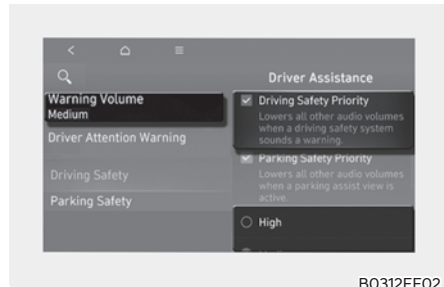 Driver Assistance
Warning Volume
Medium
Driver Attention Warning
Driving Safety
Parking Safety
Driving Safety Priority
Lowers all other audio volumes
when a driving safety system
sounds a warning.
Parking Safety Priority
Lowers all other audio volumes
when a parking assist view is
active.
High
B0312EE02